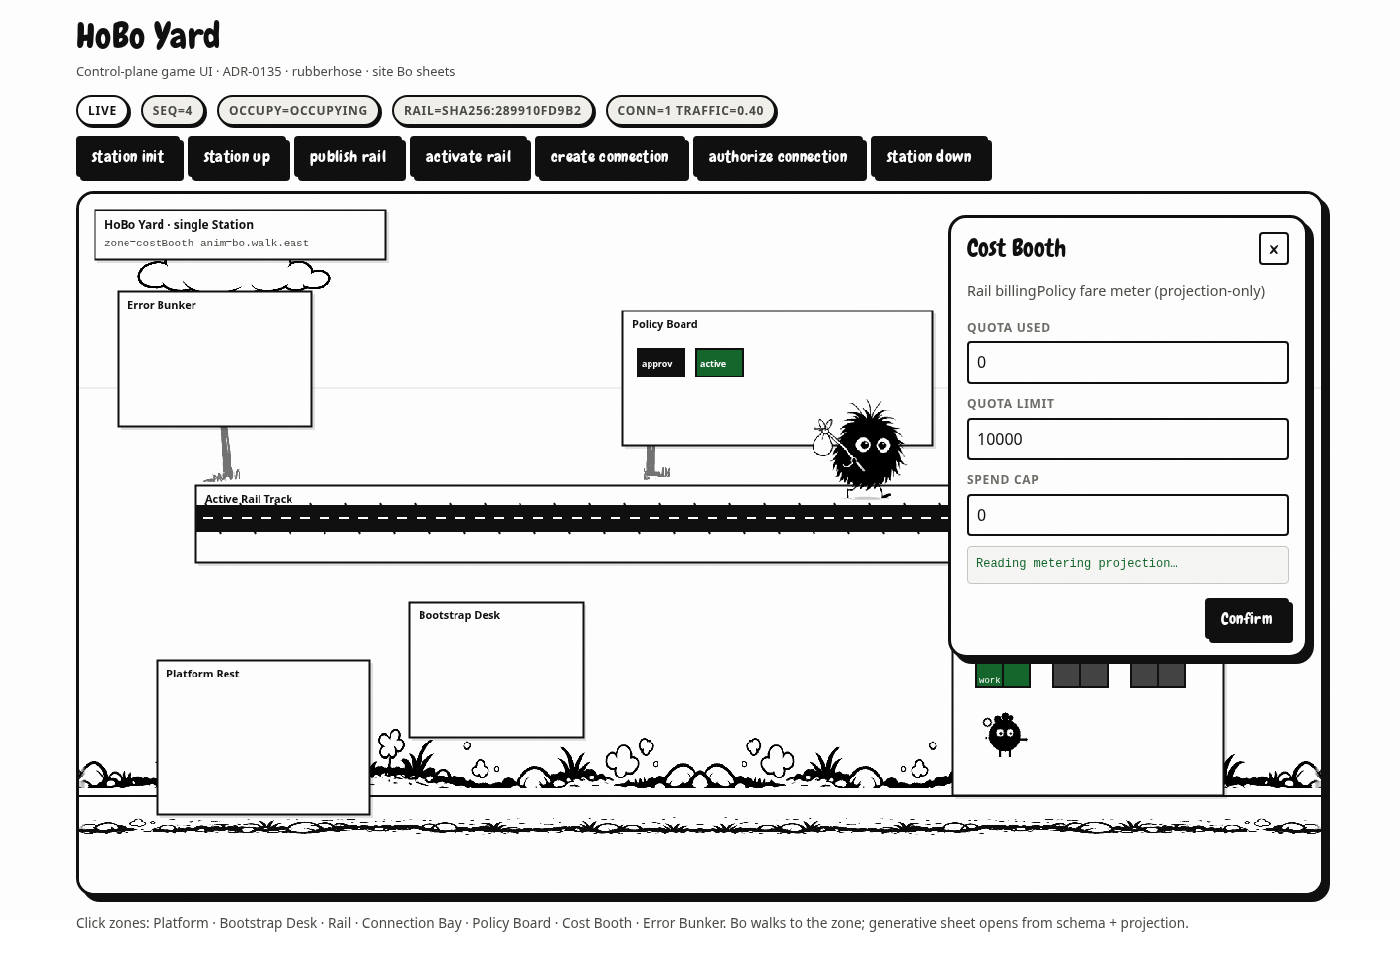 HoBo Yard
Control-plane game UI · ADR-0135 · rubberhose · site Bo sheets
LIVE
SEQ=4
OCCUPY=OCCUPYING
RAIL=SHA256:289910FD9B2
CONN=1 TRAFFIC=0.40
station init
station up
publish rail
activate rail
create connection
authorize connection
station down
HoBo Yard · single Station
zone=costBooth anim=bo.walk.east
Error Bunker
Policy Board
approv
active
Active Rail Track
Bootstrap Desk
Platform Rest
work
Cost Booth
x
Rail billingPolicy fare meter (projection-only)
QUOTA USED
0
QUOTA LIMIT
10000
SPEND CAP
0
Reading metering projection…
Confirm
Click zones: Platform · Bootstrap Desk · Rail · Connection Bay · Policy Board · Cost Booth · Error Bunker. Bo walks to the zone; generative sheet opens from schema + projection.